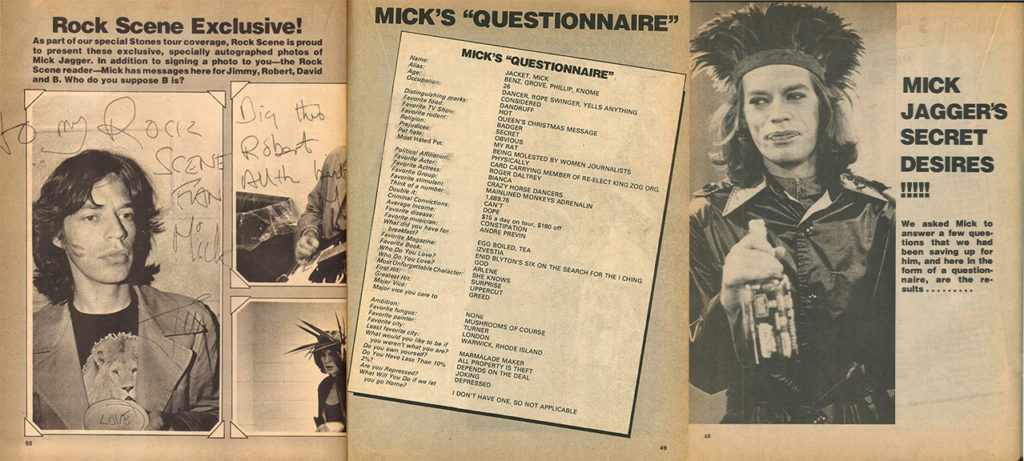 Rock Scene Exclusive!
As part of our special Stones tour coverage, Rock Scene is proud
to present these exclusive, specially autographed photos of
Mick Jagger. In addition to signing a photo to you—the Rock
Scene reader—Mick has messages here for Jimmy, Robert, David
and B. Who do you suppose B is?
To my Rock
SCENE
FAN
No
LUCK
Big tho
Robert
All th best
LOVE
50
MICK'S "QUESTIONNAIRE"
MICK'S "QUESTIONNAIRE"
Name:
Alias:
Age:
Occupation:
Distinguishing marks:
Favorite food:
Favorite TV Show:
Favorite rodent:
Religion:
Prejudices:
Pet hate:
Most Hated Pet:
Political Affiliation:
Favorite Actor:
Favorite Actress:
Favorite Group:
Favorite stimulant:
Think of a number:
Double it:
Criminal Convictions:
Average Income:
Favorite disease:
Favorite musician:
What did you have for
breakfast?
Favorite Magazine:
Favorite Book:
Who Do You Love?
Who Do You Love?
Most Unforgettable Character:
First Hit:
Greatest Hit:
Major Vice:
Major vice you care to
Ambition:
Favorite fungus:
Favorite painter:
Favorite city:
Least favorite city:
What would you like to be if
you weren't what you are?
Do you own yourself?
Do You Have Less Than 10%
2%?
Are you Repressed?
What Will You Do if we let
you go Home?
JACKET, MICK
BENZ, GROVE, PHILLIP, KNOME
26
DANCER, ROPE SWINGER, YELLS ANYTHING
CONSIDERED
DANDRUFF
HOT
QUEEN'S CHRISTMAS MESSAGE
BADGER
SECRET
OBVIOUS
MY RAT
BEING MOLESTED BY WOMEN JOURNALISTS
PHYSICALLY
CARD CARRYING MEMBER OF RE-ELECT KING ZOG ORG.
ROGER DALTREY
BIANCA
CRAZY HORSE DANCERS
MAINLINED MONKEYS ADRENALIN
1,689.76
CAN'T
DOPE
$15 a day on tour, $180 off
CONSTIPATION
ANDRE PREVIN
EGG BOILED, TEA
IZVESTIA
ENID BLYTON'S SIX ON THE SEARCH FOR THE I CHING
GOD
ARLENE
SHE KNOWS
SURPRISE
UPPERCUT
GREED
NONE
MUSHROOMS OF COURSE
TURNER
LONDON
WARWICK, RHODE ISLAND
MARMALADE MAKER
ALL PROPERTY IS THEFT
DEPENDS ON THE DEAL
JOKING
DEPRESSED
I DON'T HAVE ONE, SO NOT APPLICABLE
49
MICK
JAGGER'S
SECRET
DESIRES
!!!!!
We asked Mick to
answer a few ques-
tions that we had
been saving up for
him, and here in the
form of a question-
naire, are the re-
sults . . . . . . . . .
48